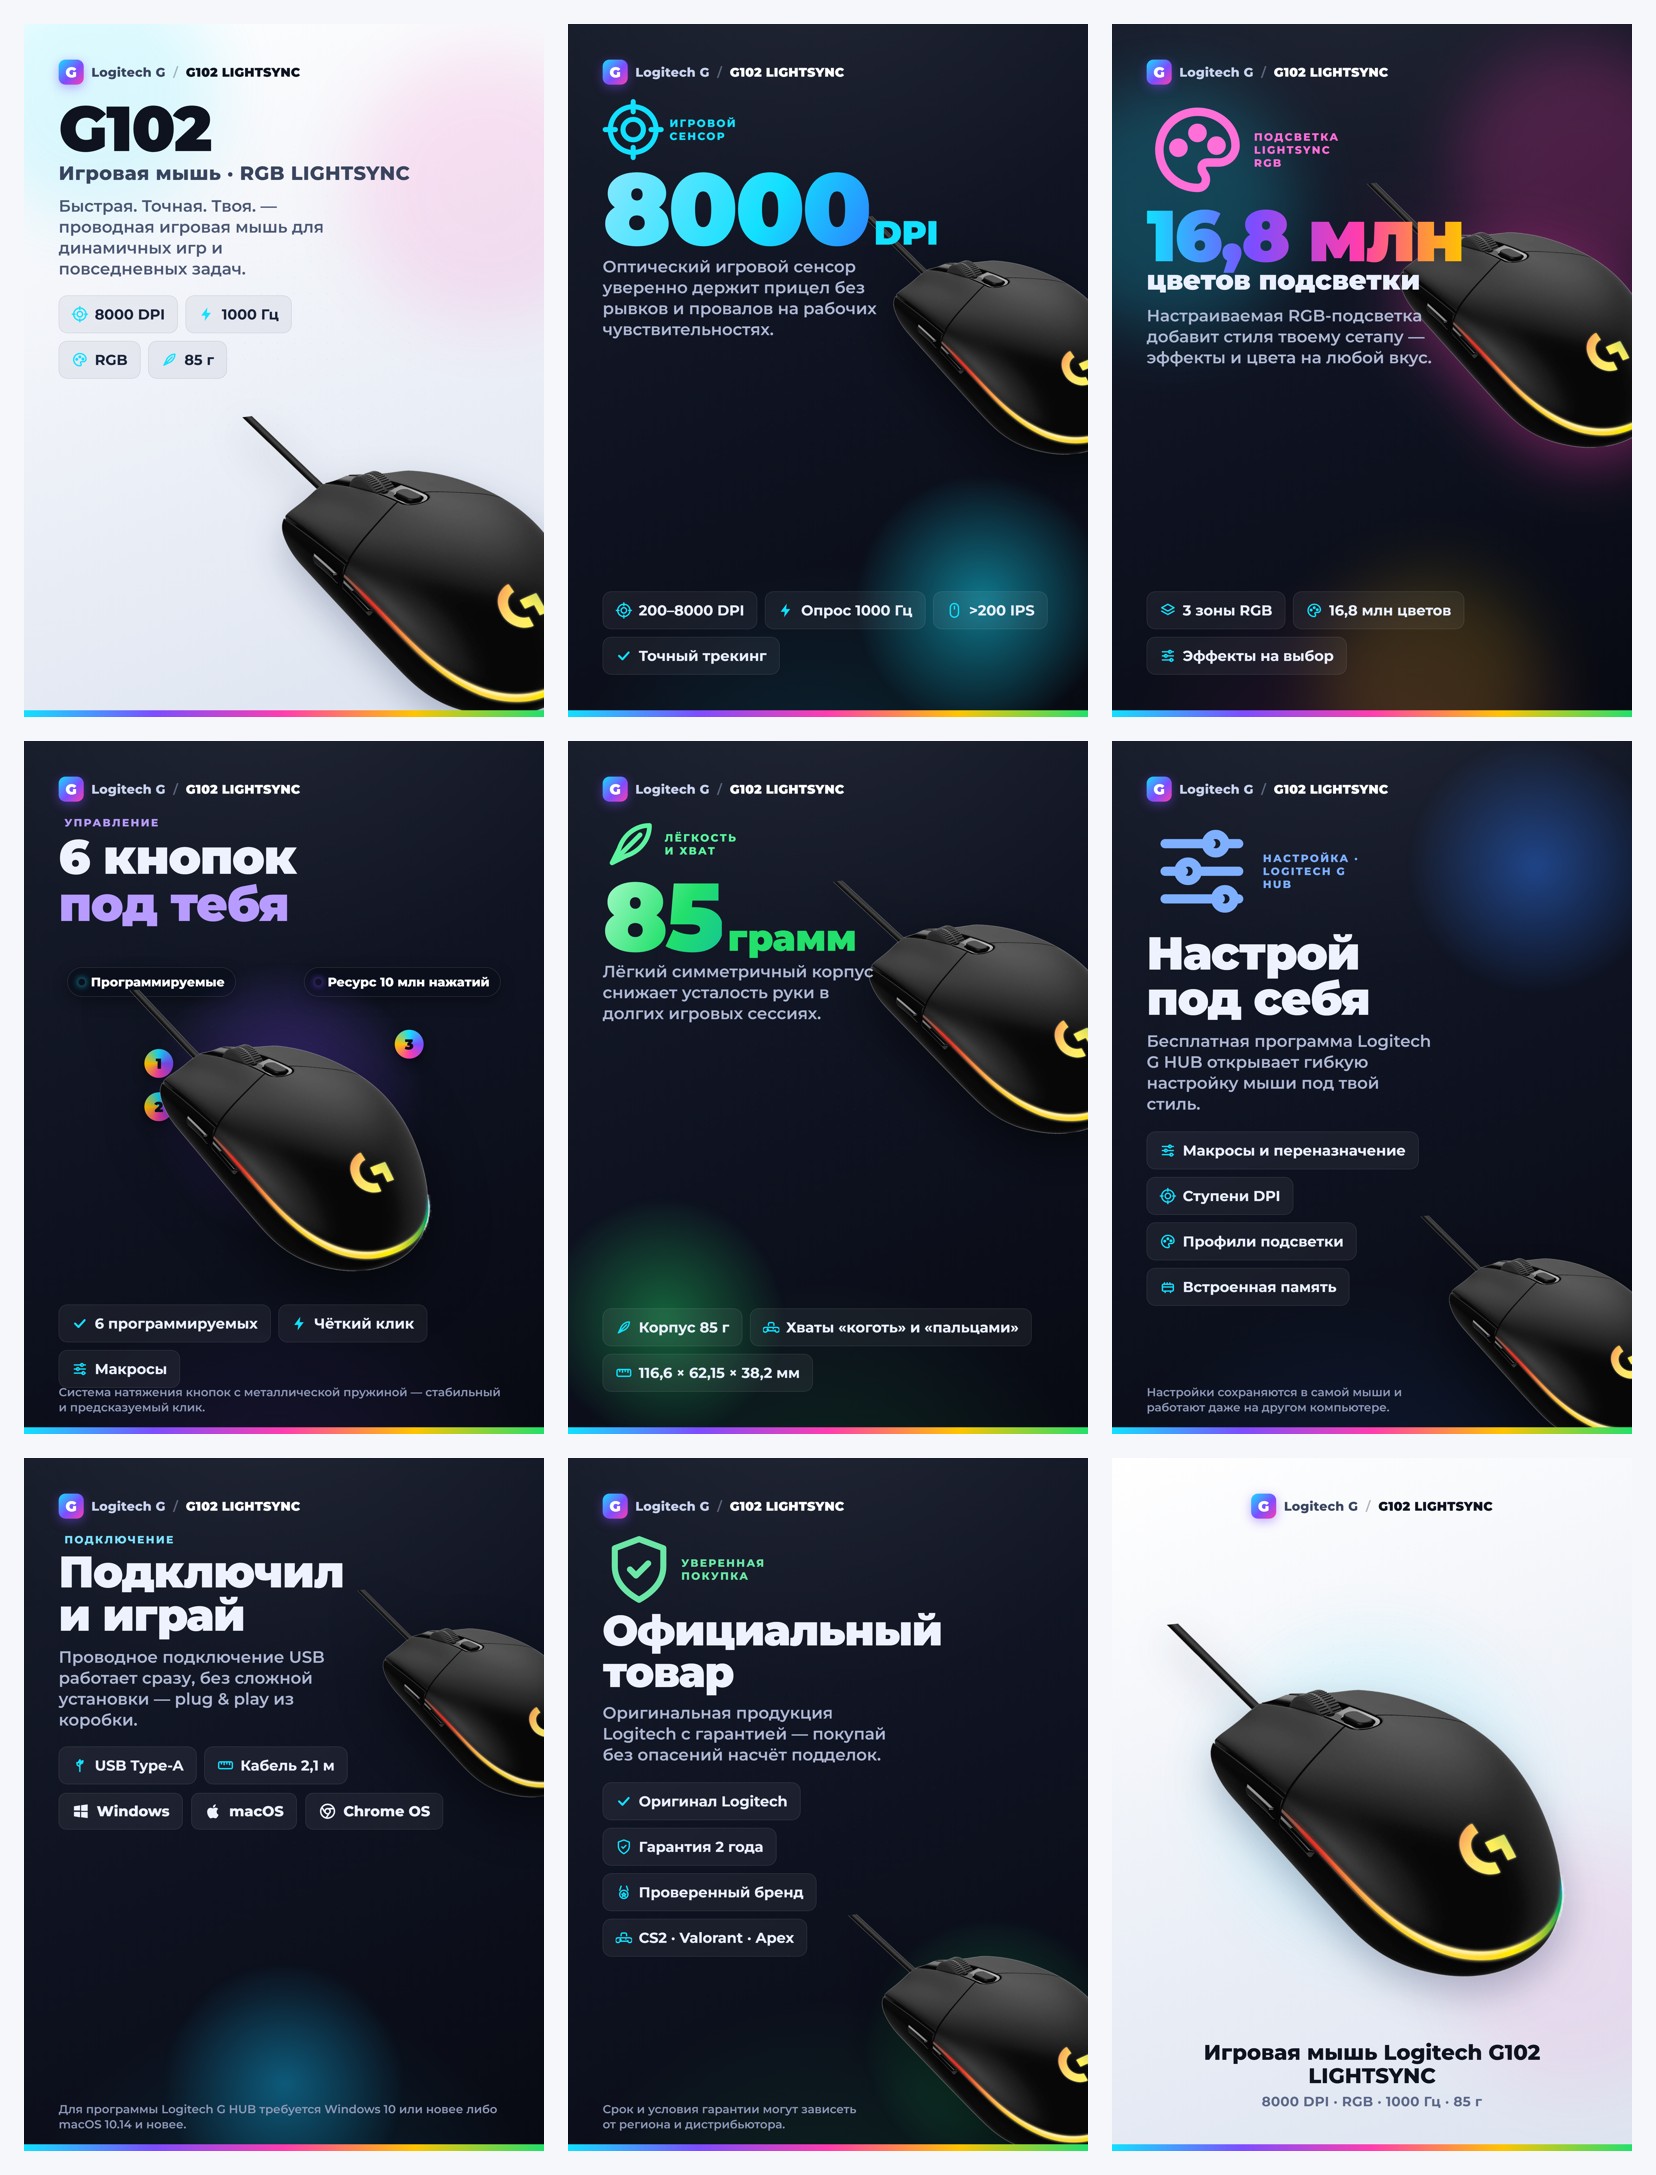 G Logitech G / G102 LIGHTSYNC
G102
Игровая мышь · RGB LIGHTSYNC
Быстрая. Точная. Твоя. —
проводная игровая мышь для
динамичных игр и
повседневных задач.
8000 DPI
1000 Гц
RGB
85 г
G
G Logitech G / G102 LIGHTSYNC
ИГРОВОЙ
СЕНСОР
8000 DPI
Оптический игровой сенсор
уверенно держит прицел без
рывков и провалов на рабочих
чувствительностях.
200–8000 DPI
Опрос 1000 Гц
>200 IPS
Точный трекинг
G
G Logitech G / G102 LIGHTSYNC
ПОДСВЕТКА
LIGHTSYNC
RGB
16,8 млн
цветов подсветки
Настраиваемая RGB-подсветка
добавит стиля твоему сетапу —
эффекты и цвета на любой вкус.
3 зоны RGB
16,8 млн цветов
Эффекты на выбор
G
G Logitech G / G102 LIGHTSYNC
УПРАВЛЕНИЕ
6 кнопок
под тебя
Программируемые
Ресурс 10 млн нажатий
3
1
2
G
6 программируемых
Чёткий клик
Макросы
Система натяжения кнопок с металлической пружиной — стабильный
и предсказуемый клик.
G Logitech G / G102 LIGHTSYNC
ЛЁГКОСТЬ
И ХВАТ
85 грамм
Лёгкий симметричный корпус
снижает усталость руки в
долгих игровых сессиях.
Корпус 85 г
Хваты «коготь» и «пальцами»
116,6 × 62,15 × 38,2 мм
G
G Logitech G / G102 LIGHTSYNC
НАСТРОЙКА ·
LOGITECH G
HUB
Настрой
под себя
Бесплатная программа Logitech
G HUB открывает гибкую
настройку мыши под твой
стиль.
Макросы и переназначение
Ступени DPI
Профили подсветки
Встроенная память
Настройки сохраняются в самой мыши и
работают даже на другом компьютере.
G
G Logitech G / G102 LIGHTSYNC
ПОДКЛЮЧЕНИЕ
Подключил
и играй
Проводное подключение USB
работает сразу, без сложной
установки — plug & play из
коробки.
USB Type-A
Кабель 2,1 м
Windows
macOS
Chrome OS
Для программы Logitech G HUB требуется Windows 10 или новее либо
macOS 10.14 и новее.
G Logitech G / G102 LIGHTSYNC
УВЕРЕННАЯ
ПОКУПКА
Официальный
товар
Оригинальная продукция
Logitech с гарантией — покупай
без опасений насчёт подделок.
Оригинал Logitech
Гарантия 2 года
Проверенный бренд
CS2 · Valorant · Apex
Срок и условия гарантии могут зависеть
от региона и дистрибьютора.
G
G Logitech G / G102 LIGHTSYNC
G
Игровая мышь Logitech G102
LIGHTSYNC
8000 DPI · RGB · 1000 Гц · 85 г